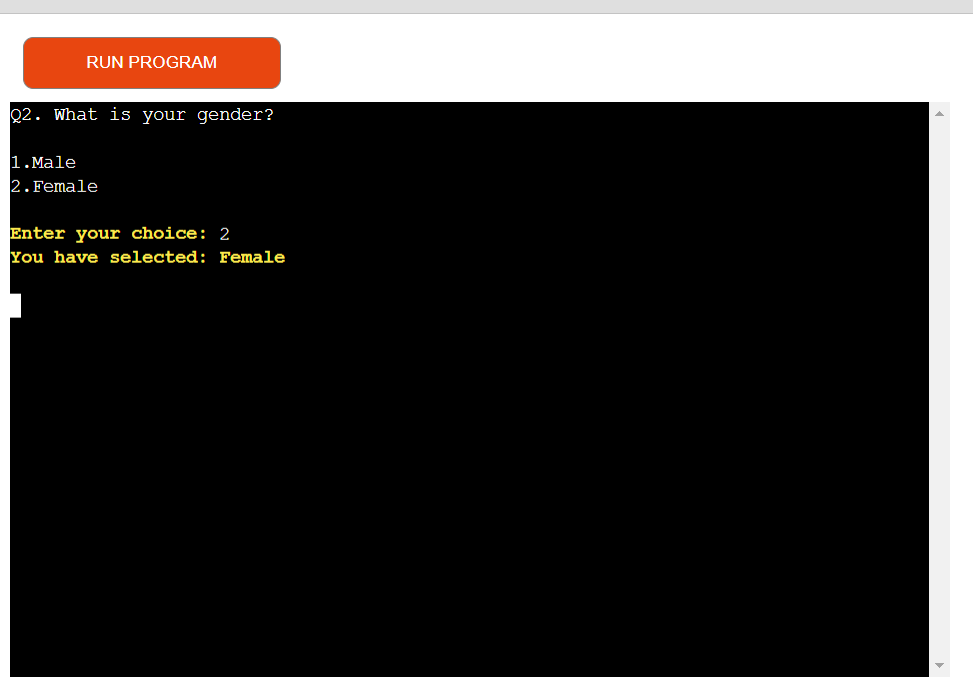 RUN PROGRAM
Q2. What is your gender?
1.Male
2.Female
Enter your choice: 2
You have selected: Female